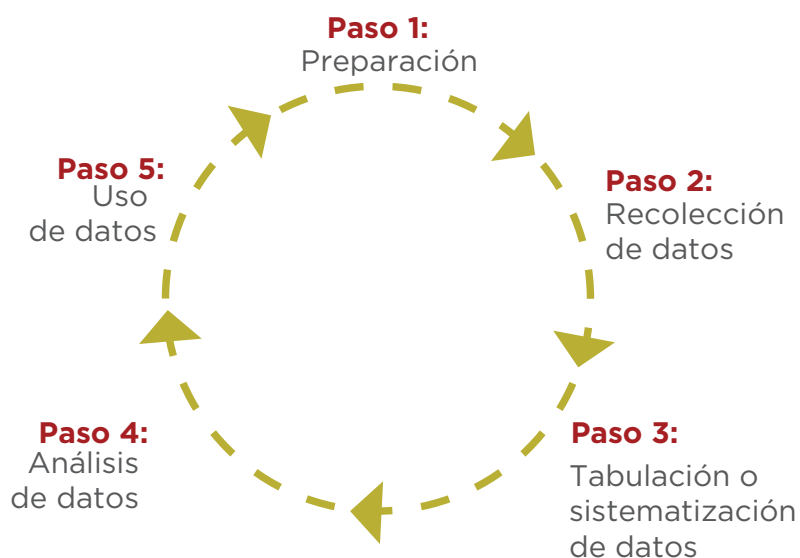 Paso 1:
Preparación
Paso 2:
Recolección
de datos
Paso 3:
Tabulación o
sistematización
de datos
Paso 4:
Análisis
de datos
Paso 5:
Uso
de datos